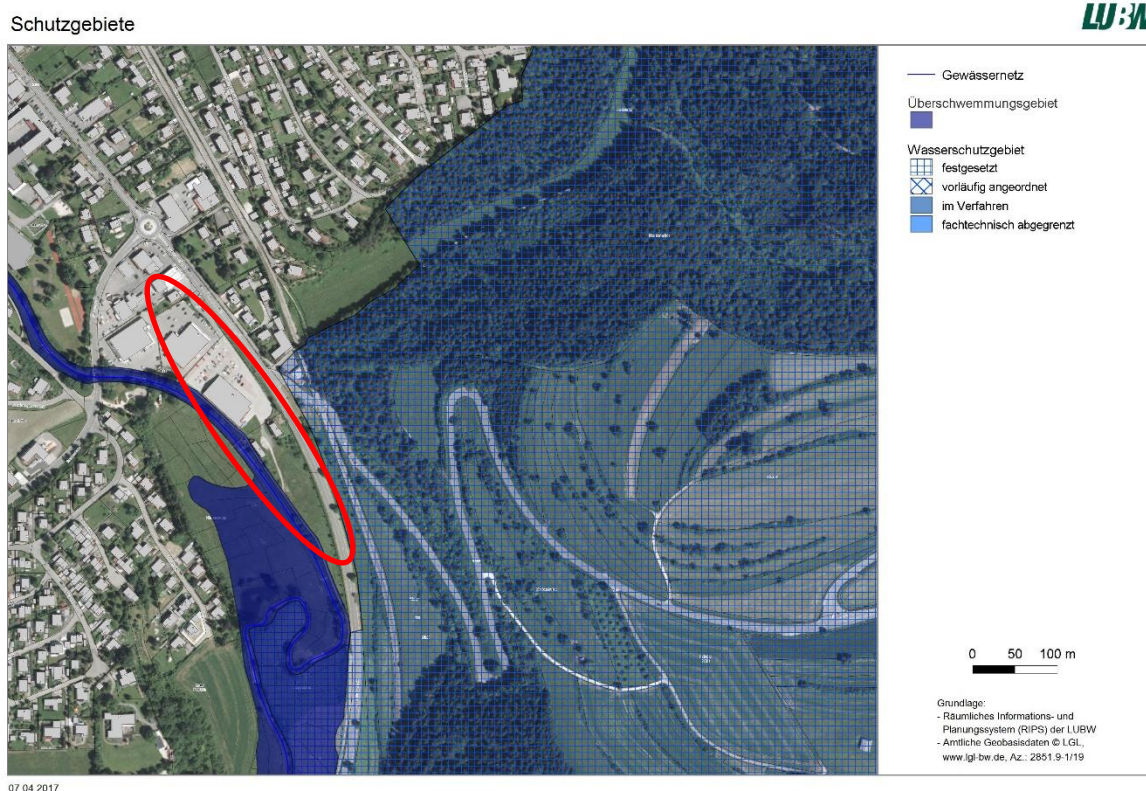 Schutzgebiete
LUBW
Gewässernetz
Überschwemmungsgebiet
Wasserschutzgebiet
festgesetzt
vorläufig angeordnet
im Verfahren
fachtechnisch abgegrenzt
0 50 100 m
Grundlage:
- Räumliches Informations- und
Planungssystem (RIPS) der LUBW
- Amtliche Geobasisdaten © LGL,
www.lgl-bw.de, Az.: 2851.9-1/19
07.04.2017